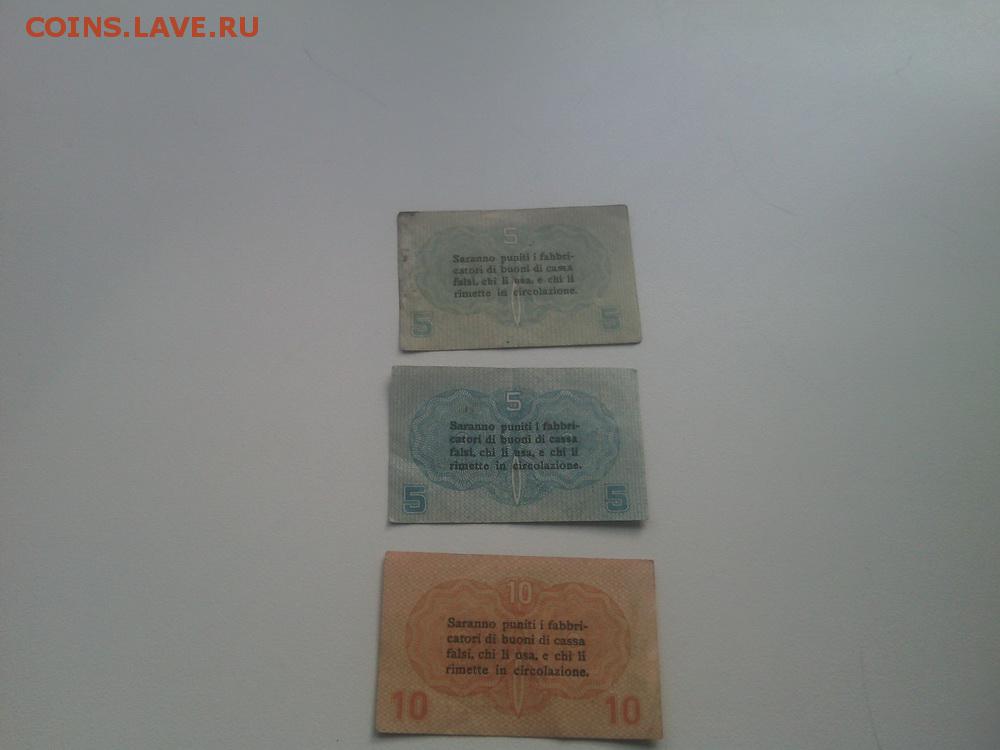 COINS.LAVE.RU
5
Saranno puniti i fabbri-
catori di buoni di cassa
falsi, chi li usa, e chi li
rimette in circolazione.
5 5
5
Saranno puniti i fabbri-
catori di buoni di cassa
falsi, chi li usa, e chi li
rimette in circolazione.
5 5
10
Saranno puniti i fabbri-
catori di buoni di cassa
falsi, chi li usa, e chi li
rimette in circolazione.
10 10